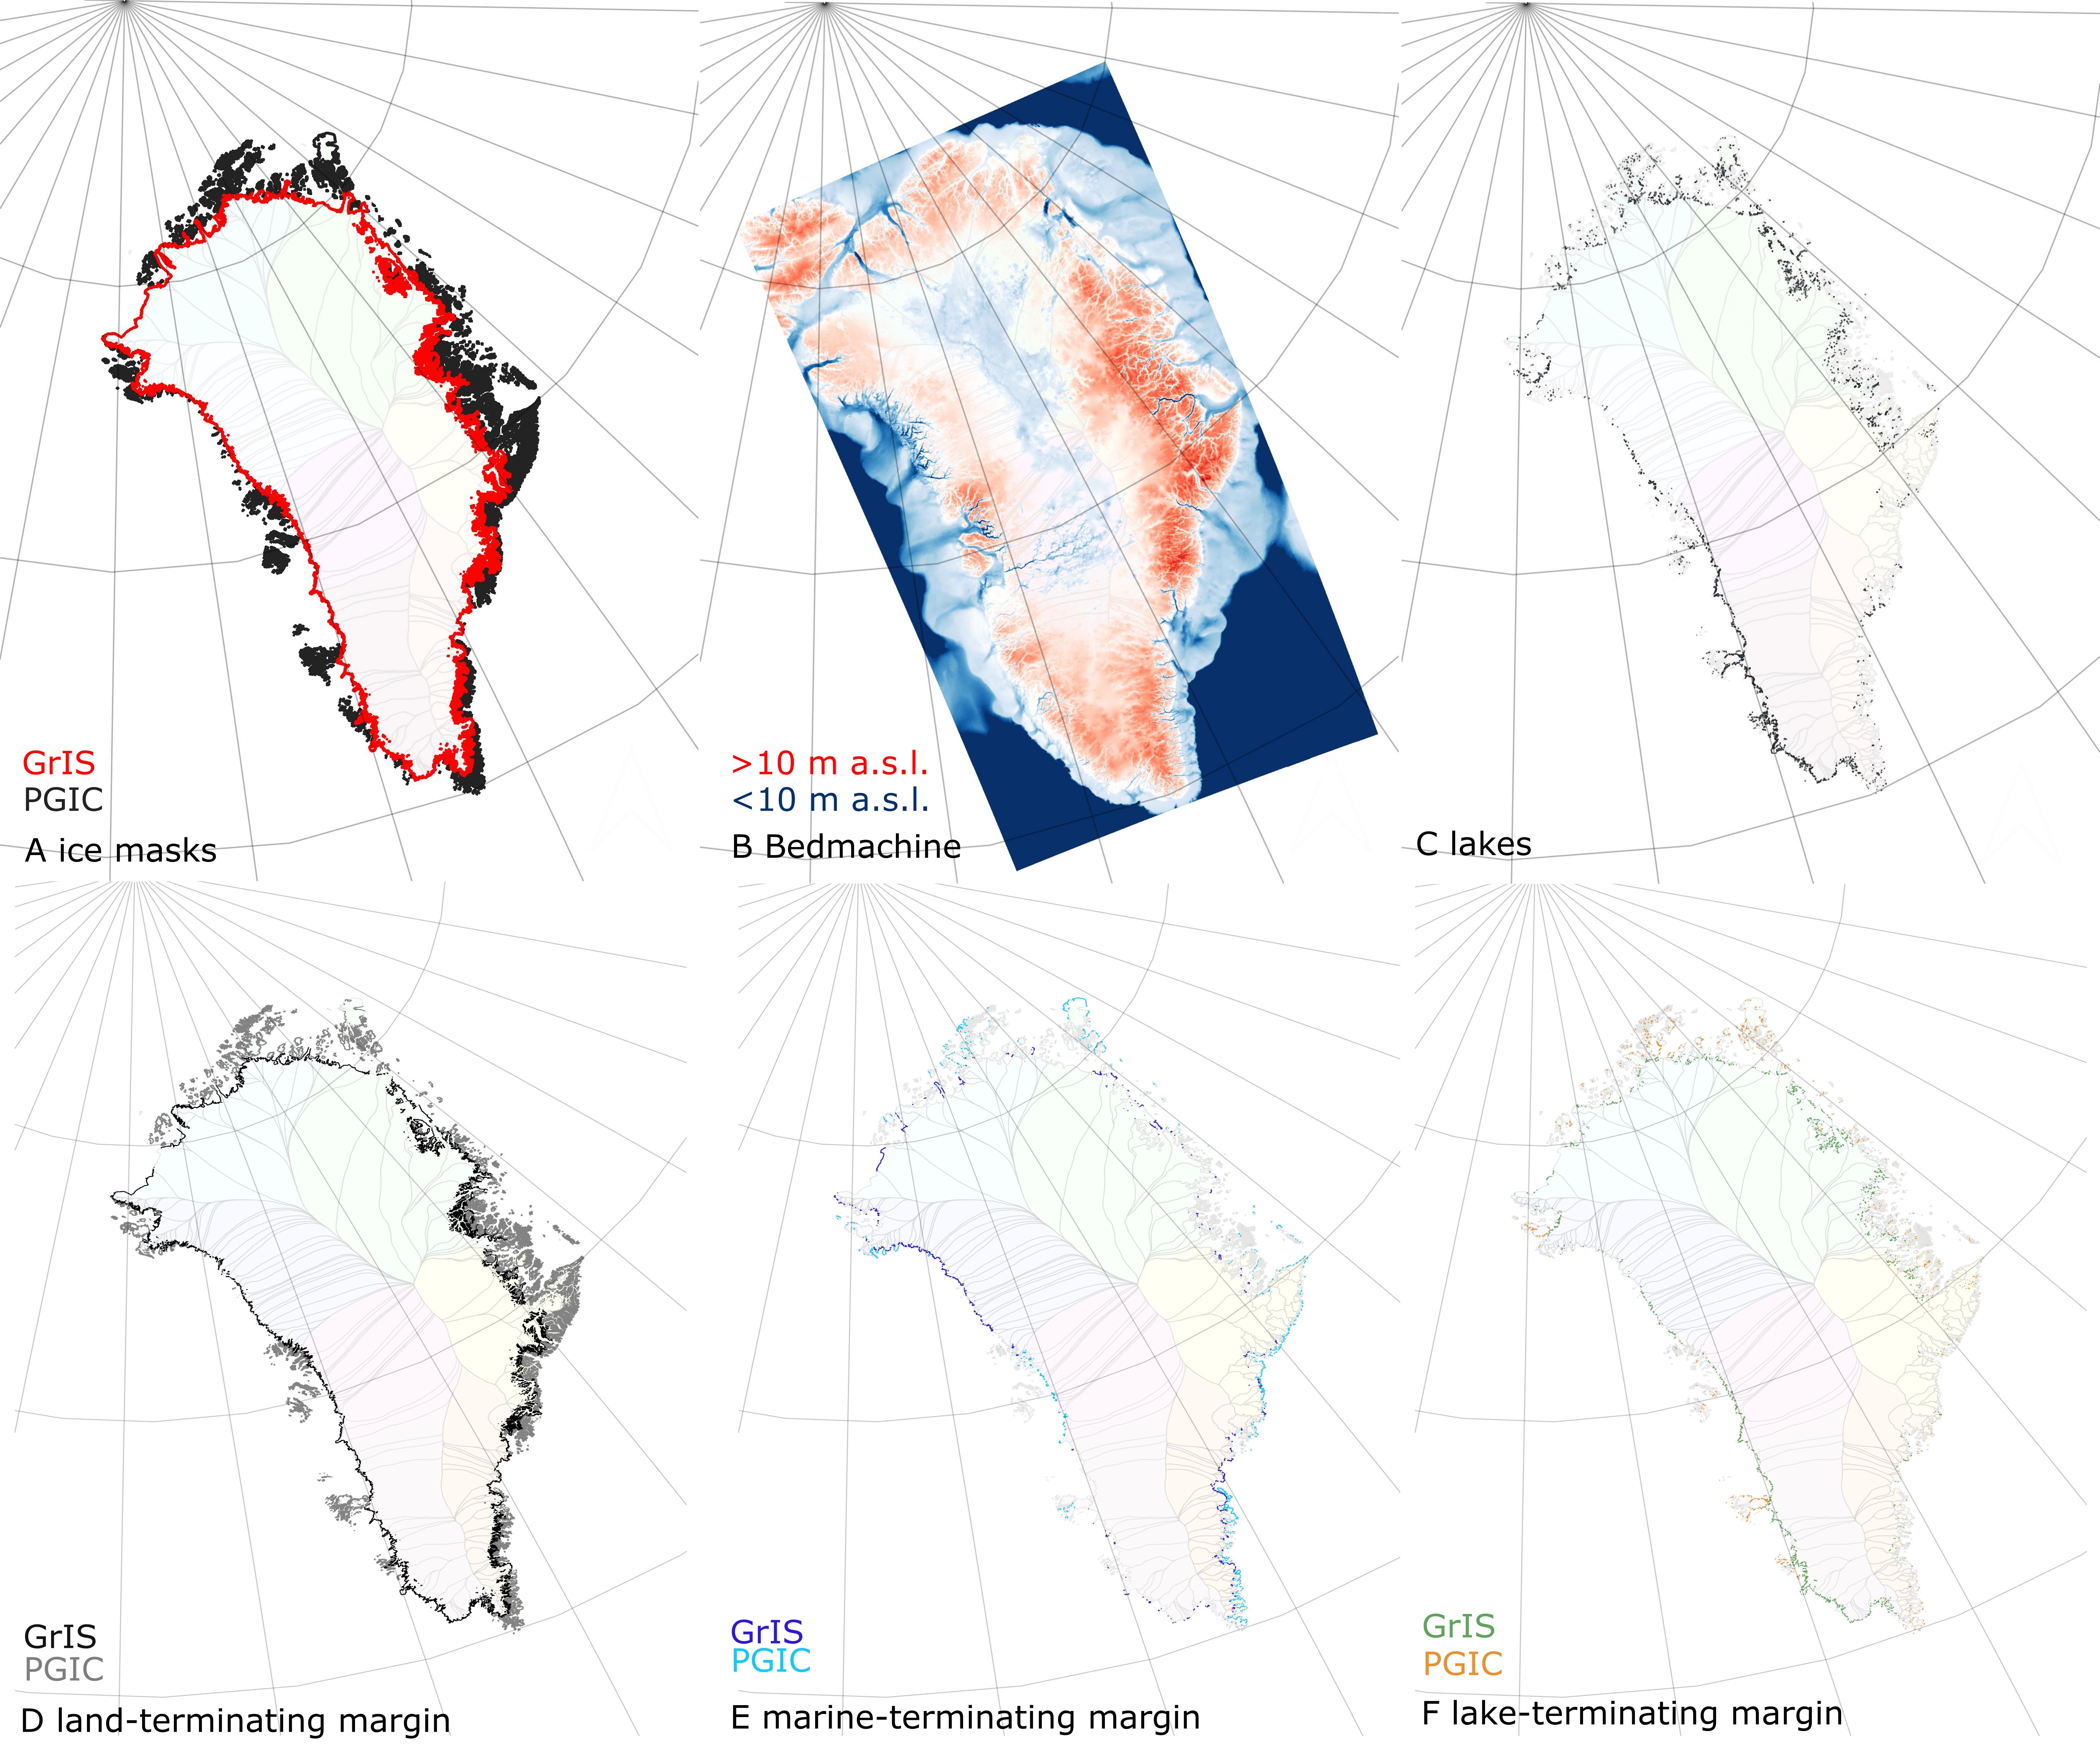 GrIS
PGIC
A ice masks
>10 m a.s.l.
<10 m a.s.l.
B Bedmachine
C lakes
GrIS
PGIC
D land-terminating margin
GrIS
PGIC
E marine-terminating margin
GrIS
PGIC
F lake-terminating margin